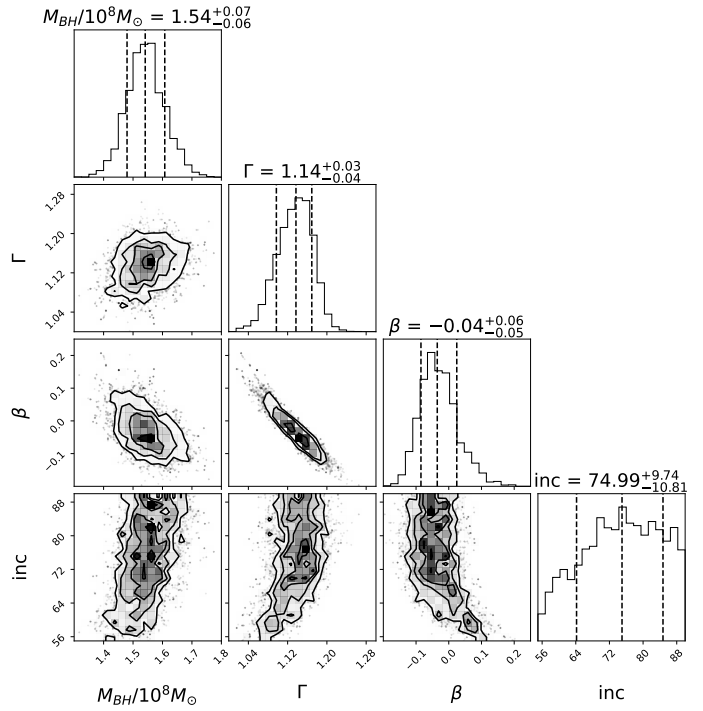 M_BH/10^8 M_⊙ = 1.54^{+0.07}_{-0.06}
Γ = 1.14^{+0.03}_{-0.04}
1.28
1.20
1.12
1.04
Γ
β = −0.04^{+0.06}_{-0.05}
0.2
0.1
0.0
−0.1
β
inc = 74.99^{+9.74}_{-10.81}
88
80
72
64
56
inc
1.4 1.5 1.6 1.7 1.8
1.04 1.12 1.20 1.28
−0.1 0.0 0.1 0.2
56 64 72 80 88
M_BH/10^8 M_⊙ Γ β inc